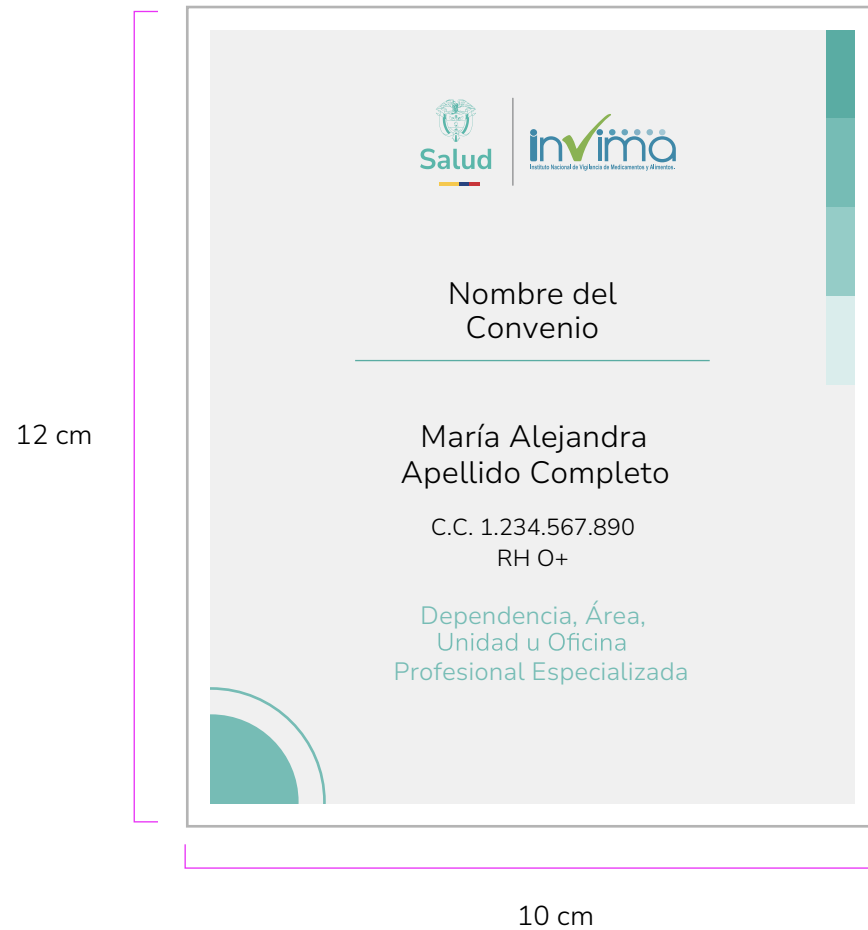 Salud
invima
Instituto Nacional de Vigilancia de Medicamentos y Alimentos.
Nombre del
Convenio
12 cm
María Alejandra
Apellido Completo
C.C. 1.234.567.890
RH O+
Dependencia, Área,
Unidad u Oficina
Profesional Especializada
10 cm